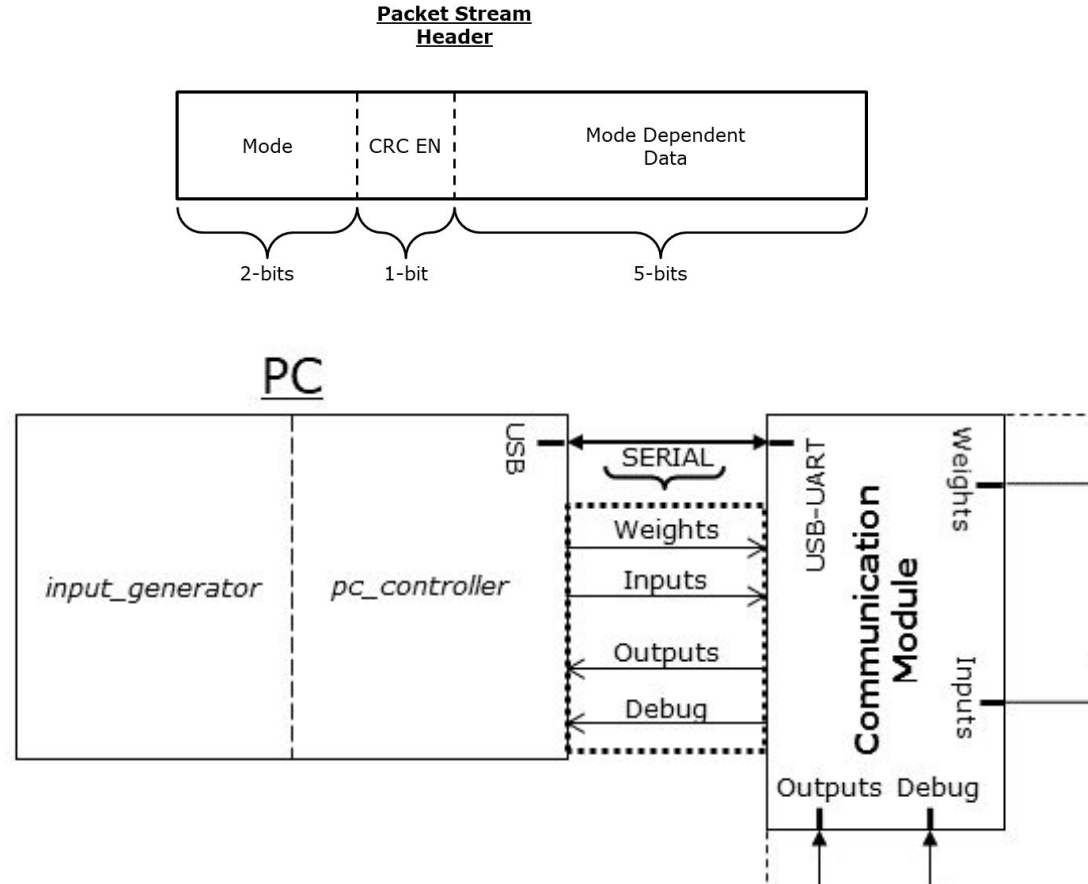 Packet Stream
Header
Mode
CRC EN
Mode Dependent
Data
2-bits
1-bit
5-bits
PC
input_generator
pc_controller
USB
SERIAL
Weights
Inputs
Outputs
Debug
USB-UART
Communication
Module
Weights
Inputs
Outputs
Debug